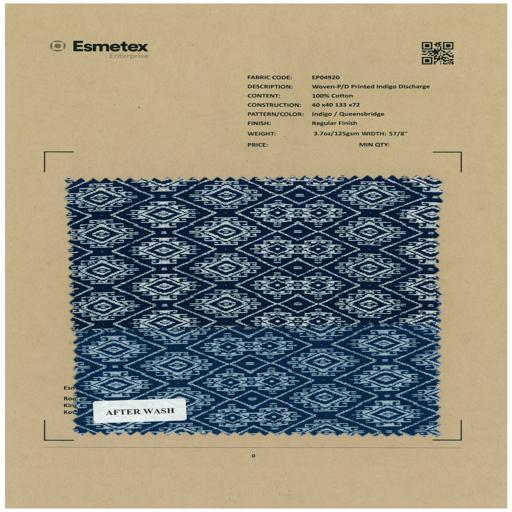 Esmetex
Enterprise
FABRIC CODE: EP04920
DESCRIPTION: Woven-P/D Printed Indigo Discharge
CONTENT: 100% Cotton
CONSTRUCTION: 40 x40 133 x72
PATTERN/COLOR: Indigo / Queensbridge
FINISH: Regular Finish
WEIGHT: 3.7oz/125gsm WIDTH: 57/8"
PRICE: MIN QTY:
AFTER WASH
0